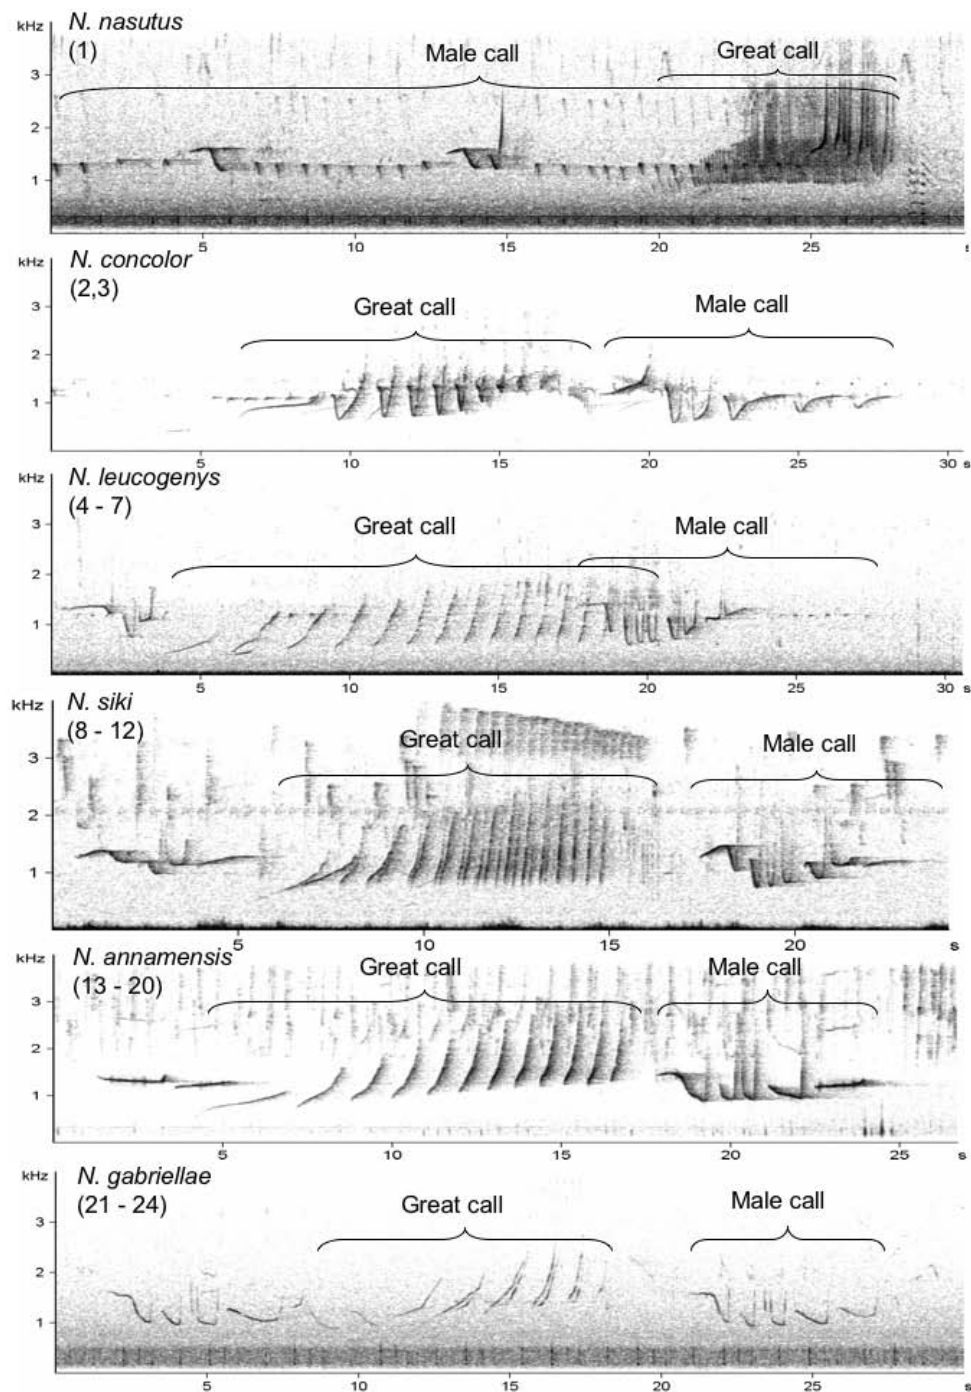 kHz
N. nasutus
(1)
Male call
Great call
3
2
1
5
10
15
20
25
s
kHz
N. concolor
(2,3)
Great call
Male call
3
2
1
5
10
15
20
25
30 s
kHz
N. leucogenys
(4 - 7)
Great call
Male call
3
2
1
5
10
15
20
25
30 s
kHz
N. siki
(8 - 12)
Great call
Male call
3
2
1
5
10
15
20
s
kHz
N. annamensis
(13 - 20)
Great call
Male call
3
2
1
5
10
15
20
25
s
kHz
N. gabriellae
(21 - 24)
Great call
Male call
3
2
1
5
10
15
20
25
s